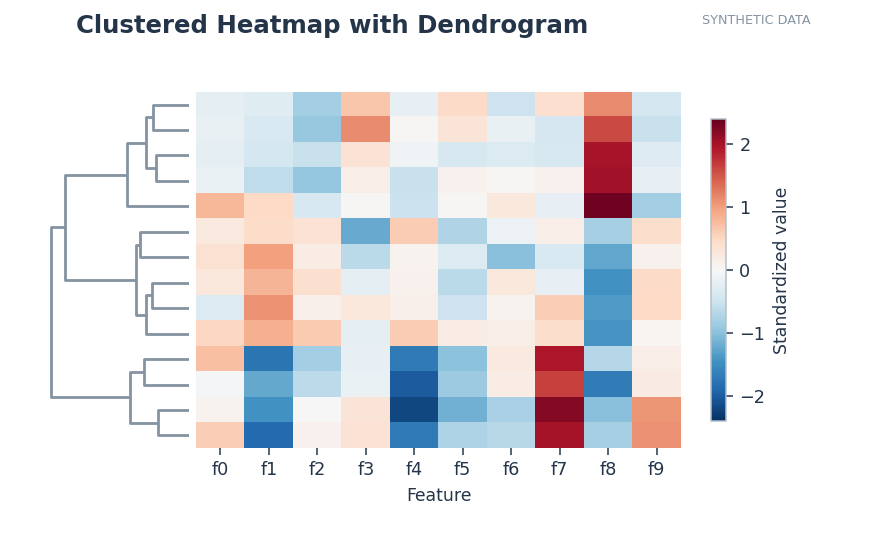 Clustered Heatmap with Dendrogram
SYNTHETIC DATA
2
1
0
−1
−2
Standardized value
f0 f1 f2 f3 f4 f5 f6 f7 f8 f9
Feature